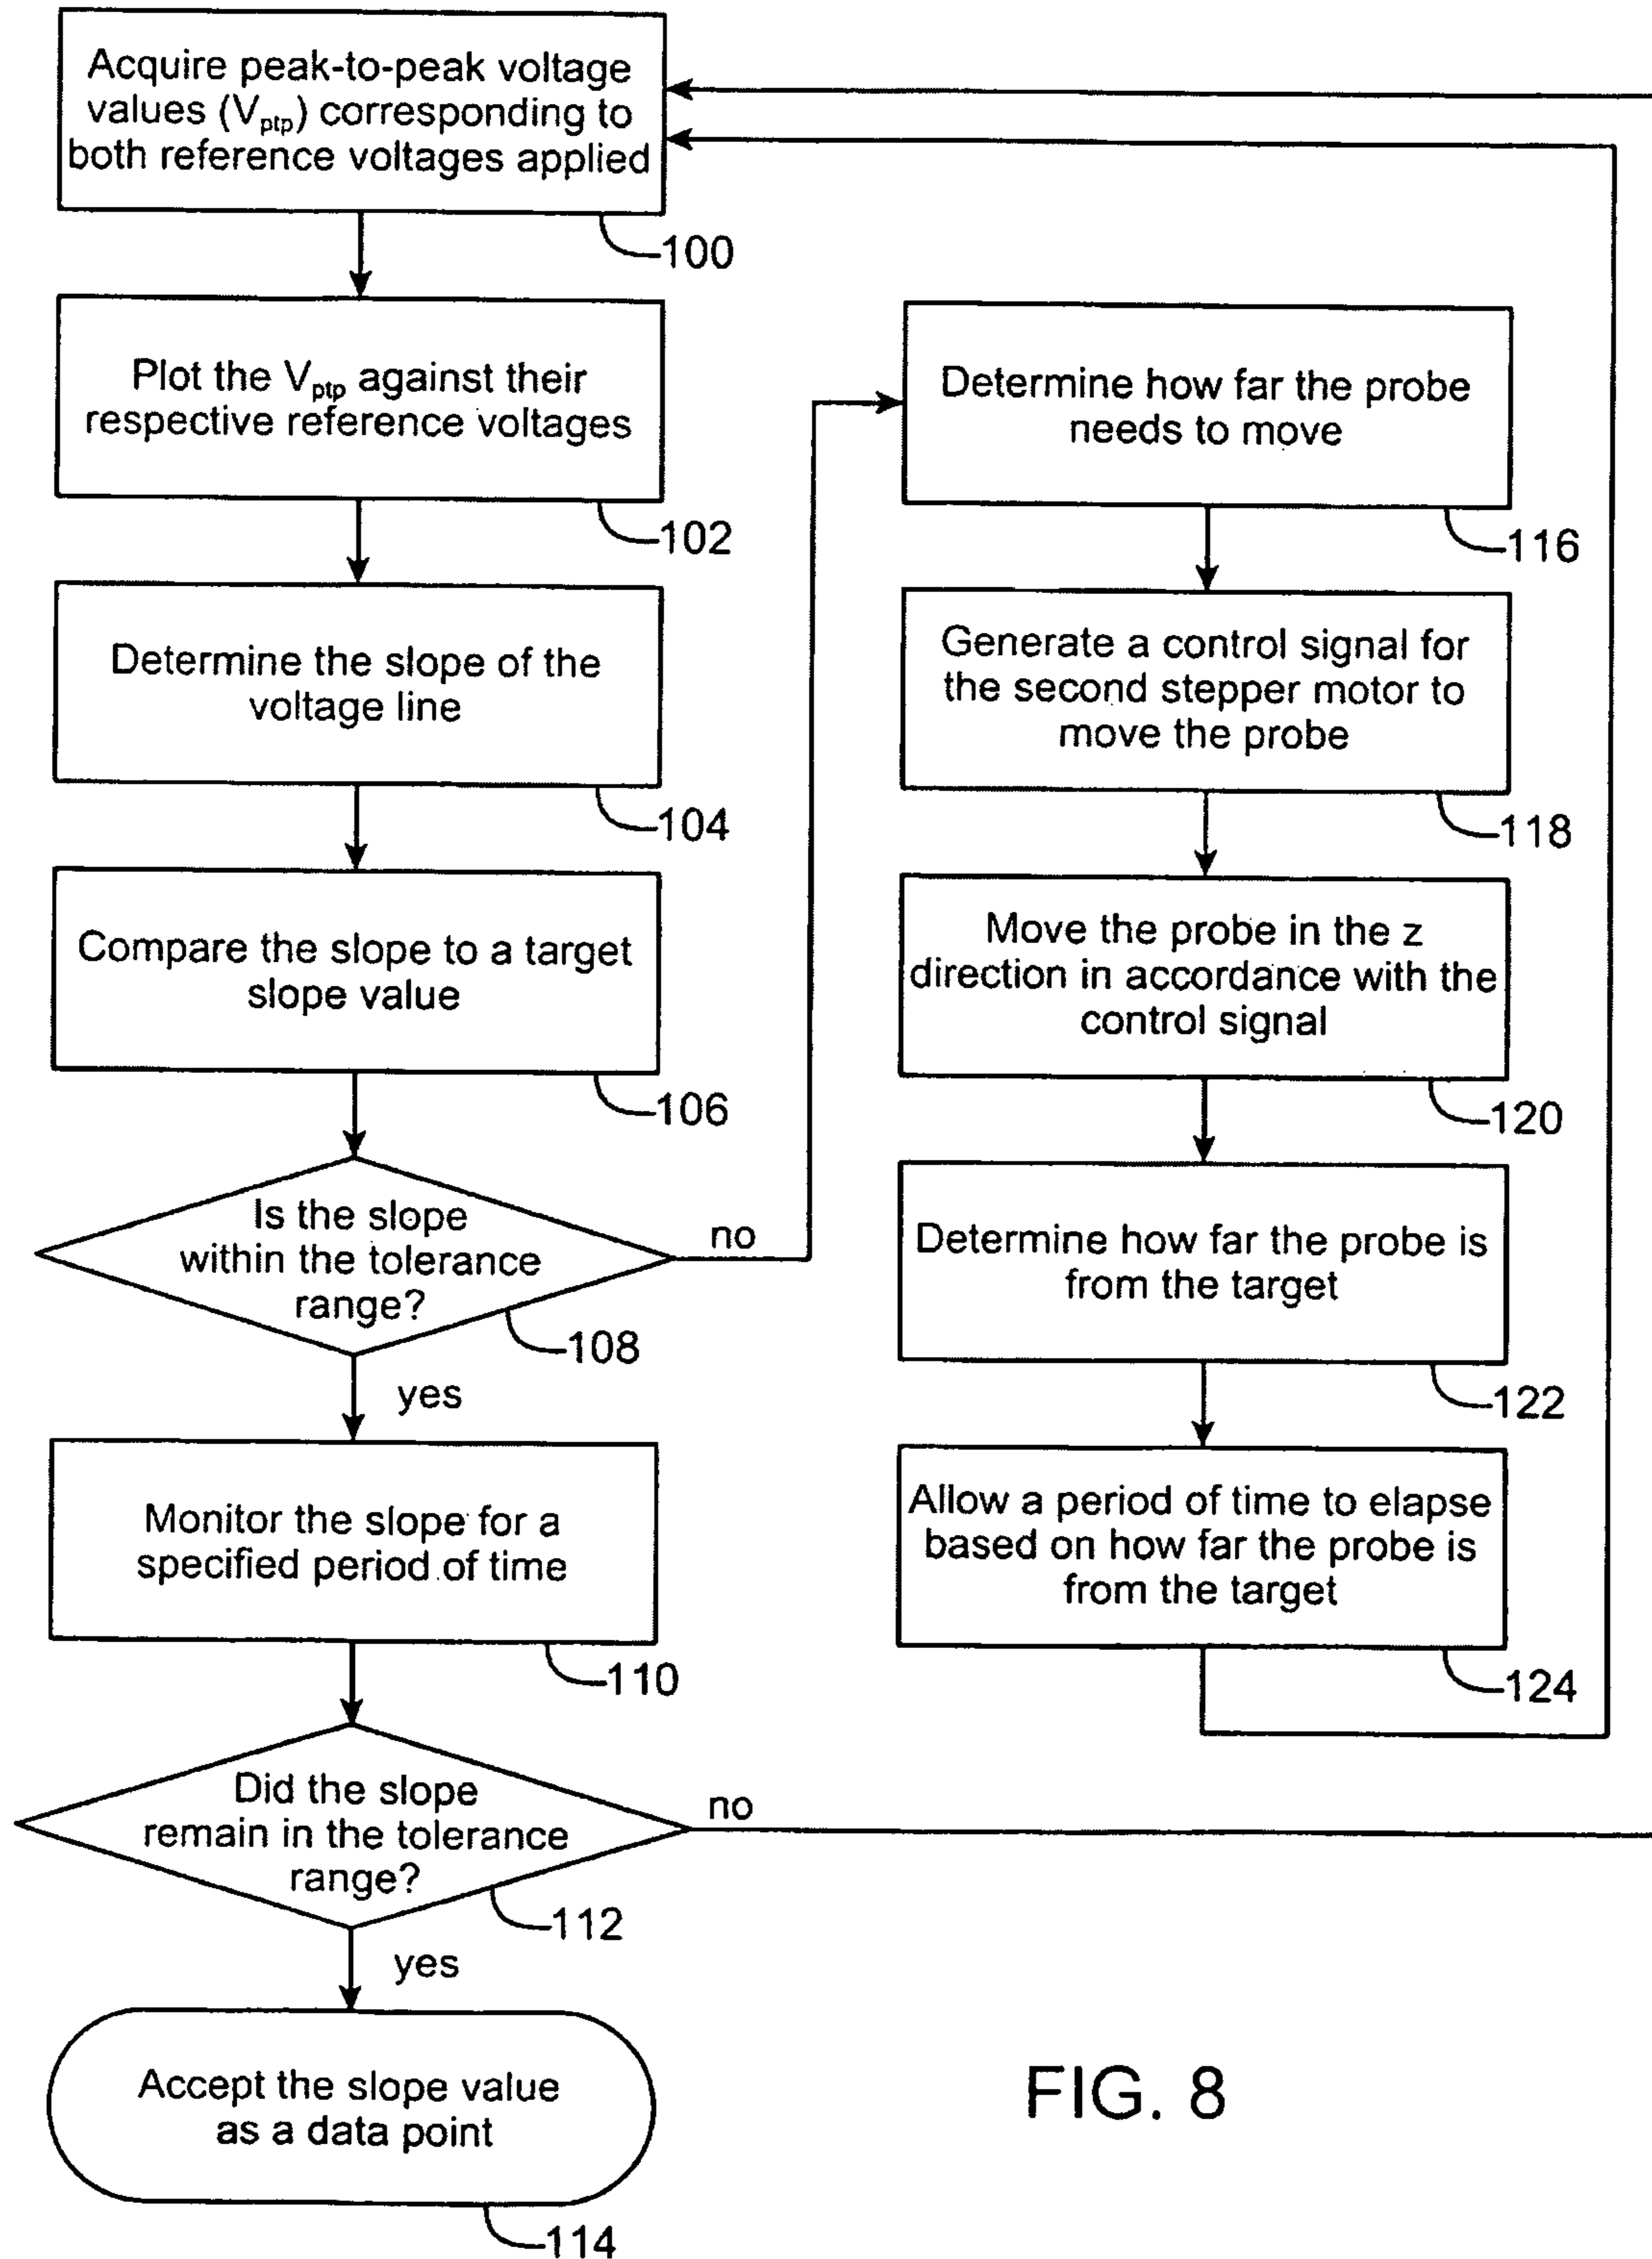 Acquire peak-to-peak voltage
values (Vptp) corresponding to
both reference voltages applied
100
Plot the Vptp against their
respective reference voltages
102
Determine the slope of the
voltage line
104
Compare the slope to a target
slope value
106
Is the slope
within the tolerance
range?
108
no
yes
Monitor the slope for a
specified period of time
110
Did the slope
remain in the tolerance
range?
112
no
yes
Accept the slope value
as a data point
114
Determine how far the probe
needs to move
116
Generate a control signal for
the second stepper motor to
move the probe
118
Move the probe in the z
direction in accordance with the
control signal
120
Determine how far the probe is
from the target
122
Allow a period of time to elapse
based on how far the probe is
from the target
124
FIG. 8